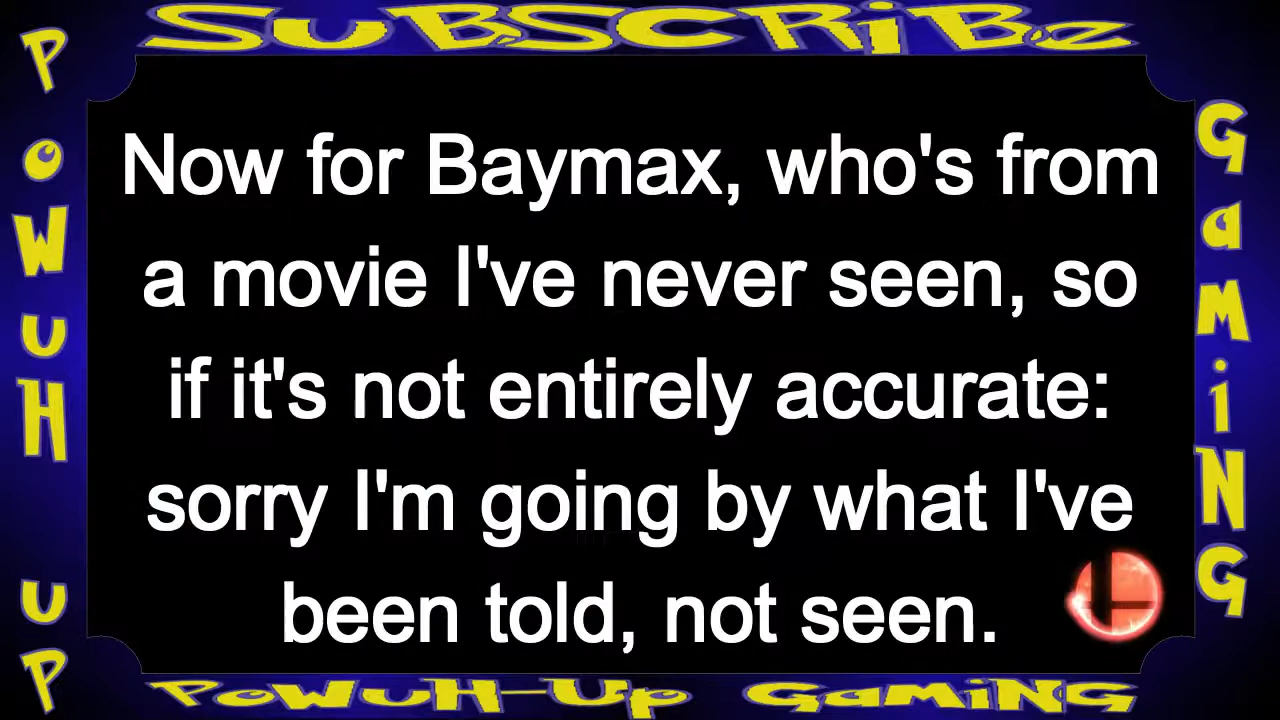 SuBSCRiBe
PoWuH uP
Now for Baymax, who's from
a movie I've never seen, so
if it's not entirely accurate:
sorry I'm going by what I've
been told, not seen.
GaMiNG
PoWuH-Up GaMiNG